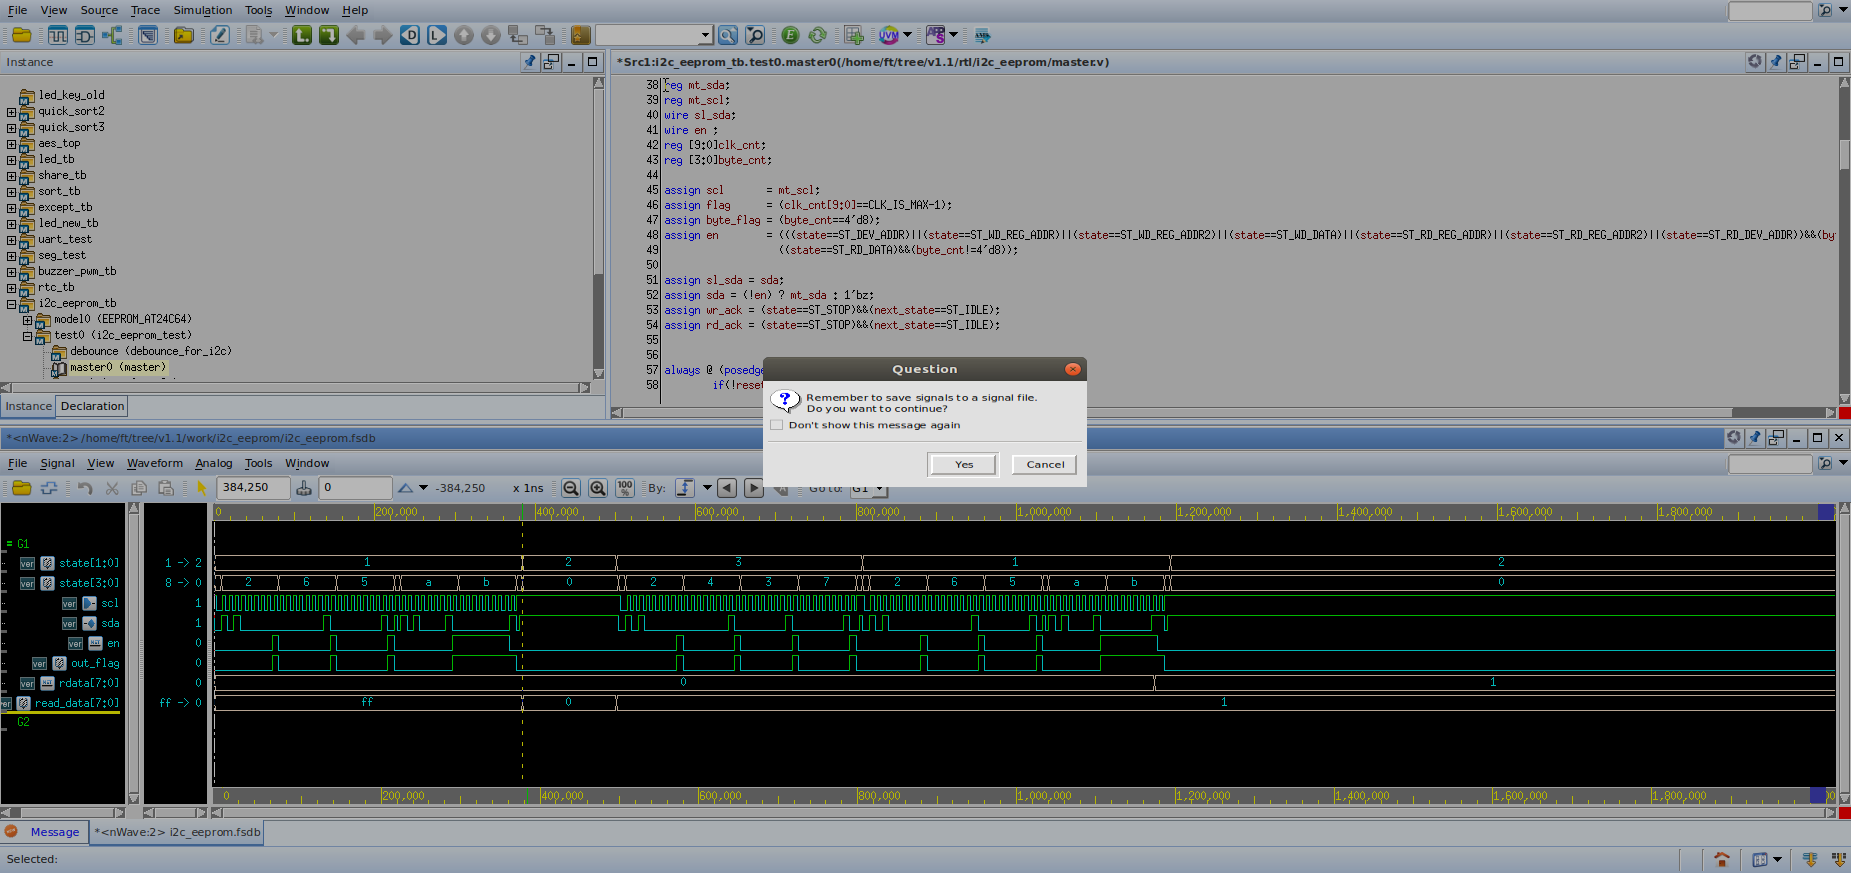 File View Source Trace Simulation Tools Window Help
Instance
*Src1:i2c_eeprom_tb.test0.master0(/home/ft/tree/v1.1/rtl/i2c_eeprom/master.v)
led_key_old
quick_sort2
quick_sort3
aes_top
led_tb
share_tb
sort_tb
except_tb
led_new_tb
uart_test
seg_test
buzzer_pwm_tb
rtc_tb
i2c_eeprom_tb
model0 (EEPROM_AT24C64)
test0 (i2c_eeprom_test)
debounce (debounce_for_i2c)
master0 (master)
Instance Declaration
38 reg mt_sda;
39 reg mt_scl;
40 wire sl_sda;
41 wire en ;
42 reg [9:0]clk_cnt;
43 reg [3:0]byte_cnt;
44
45 assign scl = mt_scl;
46 assign flag = (clk_cnt[9:0]==CLK_IS_MAX-1);
47 assign byte_flag = (byte_cnt==4'd8);
48 assign en = (((state==ST_DEV_ADDR)||(state==ST_WD_REG_ADDR)||(state==ST_WD_REG_ADDR2)||(state==ST_WD_DATA)||(state==ST_RD_REG_ADDR)||(state==ST_RD_REG_ADDR2)||(state==ST_RD_DEV_ADDR))&&(by
49 ((state==ST_RD_DATA)&&(byte_cnt!=4'd8));
50
51 assign sl_sda = sda;
52 assign sda = (!en) ? mt_sda : 1'bz;
53 assign wr_ack = (state==ST_STOP)&&(next_state==ST_IDLE);
54 assign rd_ack = (state==ST_STOP)&&(next_state==ST_IDLE);
55
56
57 always @ (posedge
58 if(!reset
Question
Remember to save signals to a signal file.
Do you want to continue?
Don't show this message again
Yes Cancel
*<nWave:2> /home/ft/tree/v1.1/work/i2c_eeprom/i2c_eeprom.fsdb
File Signal View Waveform Analog Tools Window
384,250 0 -384,250 x 1ns 100% By: Go to: G1
0 200,000 400,000 600,000 800,000 1,000,000 1,200,000 1,400,000 1,600,000 1,800,000
= G1
ver state[1:0] 1 -> 2 1 2 3 1 2
ver state[3:0] 8 -> 0 2 6 5 a b 0 2 4 3 7 2 6 5 a b 0
ver scl 1
ver sda 1
ver en 0
ver out_flag 0
ver rdata[7:0] 0 0 1
ver read_data[7:0] ff -> 0 ff 0 1
G2
0 200,000 400,000 600,000 800,000 1,000,000 1,200,000 1,400,000 1,600,000 1,800,000
Message *<nWave:2> i2c_eeprom.fsdb
Selected: